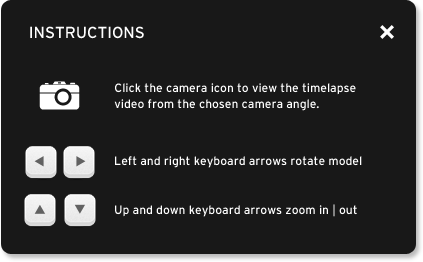 INSTRUCTIONS
Click the camera icon to view the timelapse
video from the chosen camera angle.
Left and right keyboard arrows rotate model
Up and down keyboard arrows zoom in | out